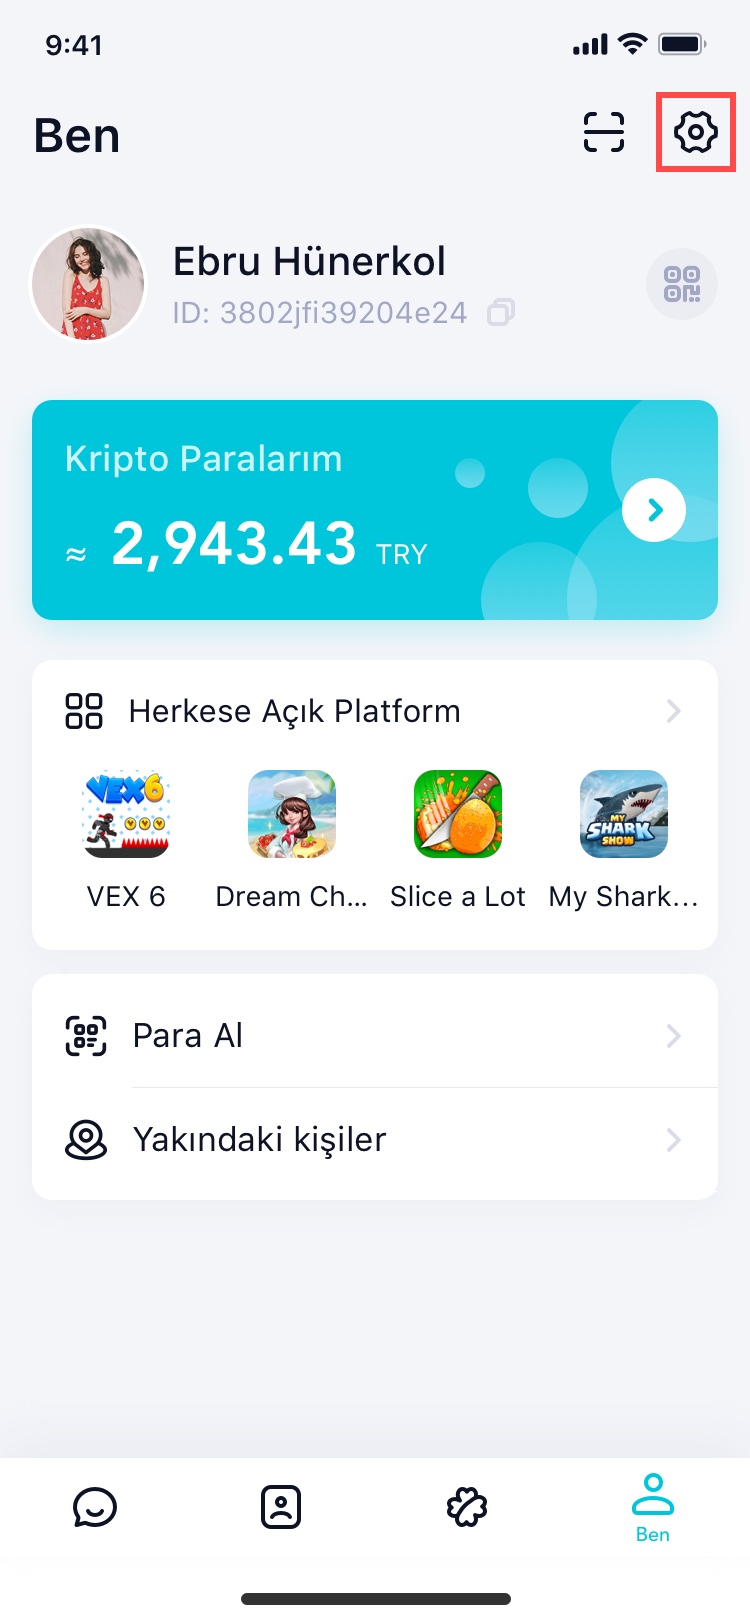 9:41
Ben
Ebru Hünerkol
ID: 3802jfi39204e24
Kripto Paralarım
≈ 2,943.43 TRY
Herkese Açık Platform
VEX 6
MY SHARK SHOW
VEX 6 Dream Ch... Slice a Lot My Shark...
Para Al
Yakındaki kişiler
Ben